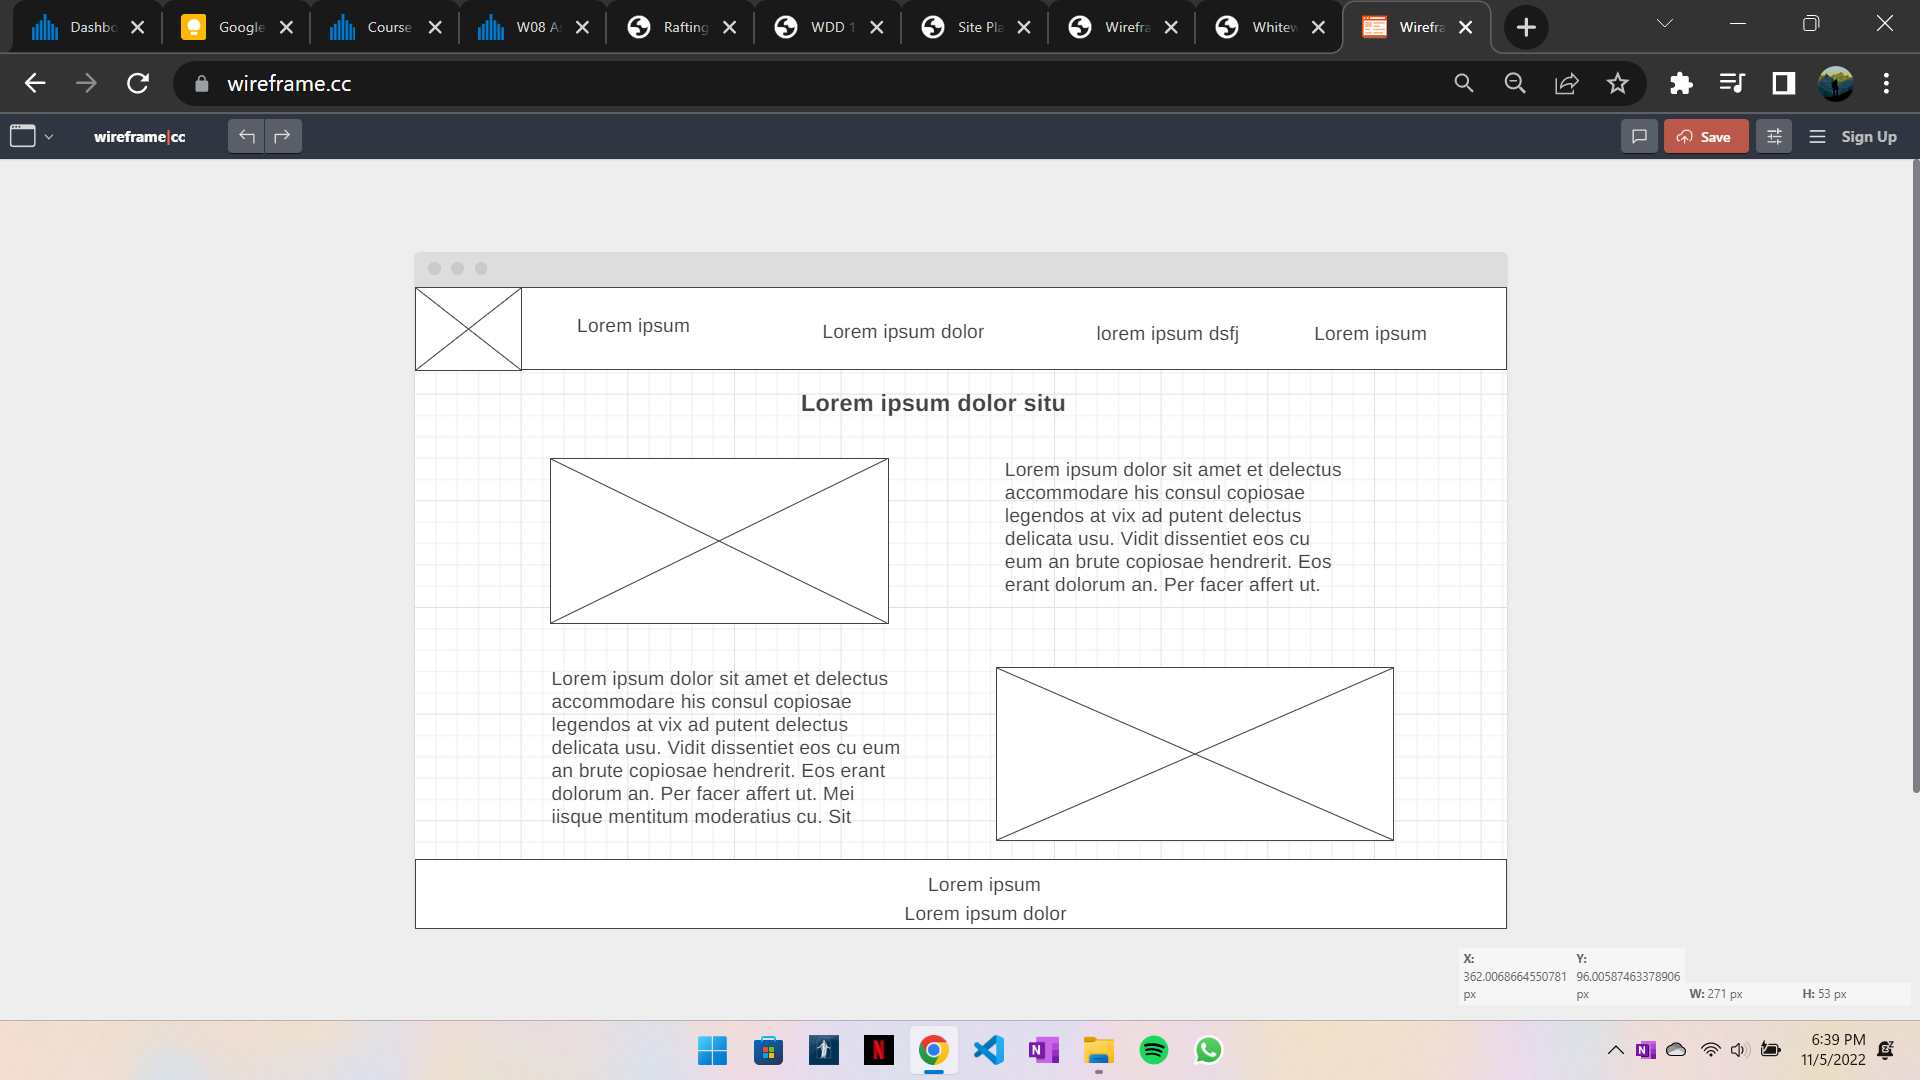 Dashbo
Google
Course
W08 As
Rafting
WDD 1
Site Pla
Wirefra
Whitew
Wirefra
wireframe.cc
wireframe|cc
Save
Sign Up
Lorem ipsum
Lorem ipsum dolor
lorem ipsum dsfj
Lorem ipsum
Lorem ipsum dolor situ
Lorem ipsum dolor sit amet et delectus
accommodare his consul copiosae
legendos at vix ad putent delectus
delicata usu. Vidit dissentiet eos cu
eum an brute copiosae hendrerit. Eos
erant dolorum an. Per facer affert ut.
Lorem ipsum dolor sit amet et delectus
accommodare his consul copiosae
legendos at vix ad putent delectus
delicata usu. Vidit dissentiet eos cu eum
an brute copiosae hendrerit. Eos erant
dolorum an. Per facer affert ut. Mei
iisque mentitum moderatius cu. Sit
Lorem ipsum
Lorem ipsum dolor
X:
362.0068664550781
px
Y:
96.00587463378906
px
W: 271 px
H: 53 px
6:39 PM
11/5/2022